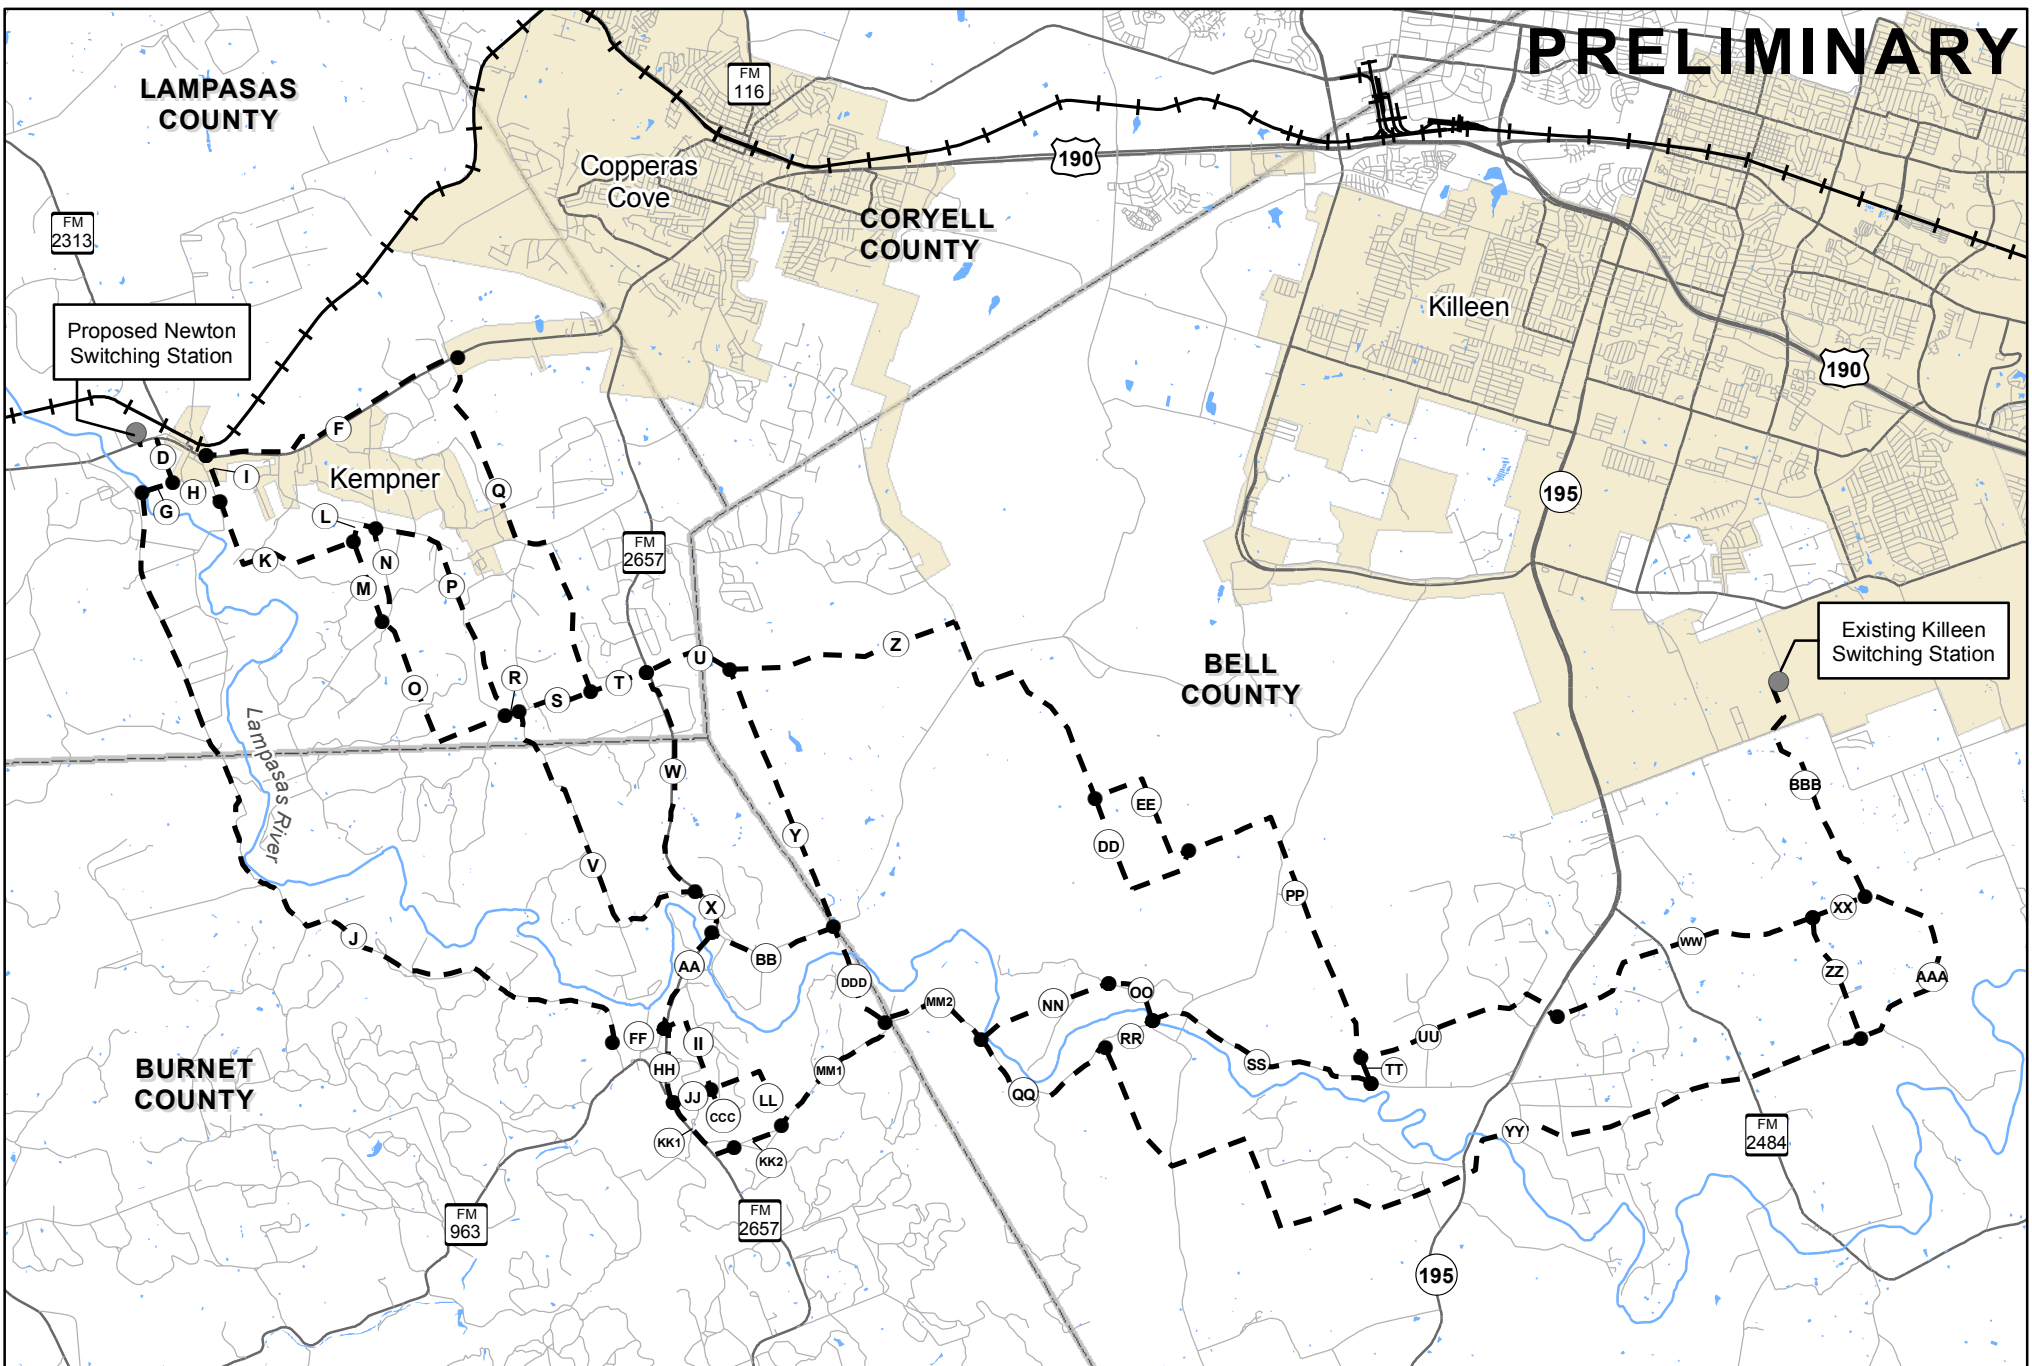 PRELIMINARY
LAMPASAS
COUNTY
FM
116
190
Copperas
Cove
CORYELL
COUNTY
FM
2313
Killeen
Proposed Newton
Switching Station
190
F
D
I
Kempner
H
G
Q
195
L
FM
2657
K
N
M
P
Existing Killeen
Switching Station
Z
U
BELL
COUNTY
R
T
O
S
Lampasas River
W
BBB
EE
Y
DD
V
PP
X
XX
J
WW
BB
AA
ZZ
AAA
DDD
OO
MM2
NN
FF
II
RR
UU
SS
HH
MM1
TT
BURNET
COUNTY
JJ
LL
QQ
CCC
KK1
YY
FM
2484
KK2
FM
963
FM
2657
195